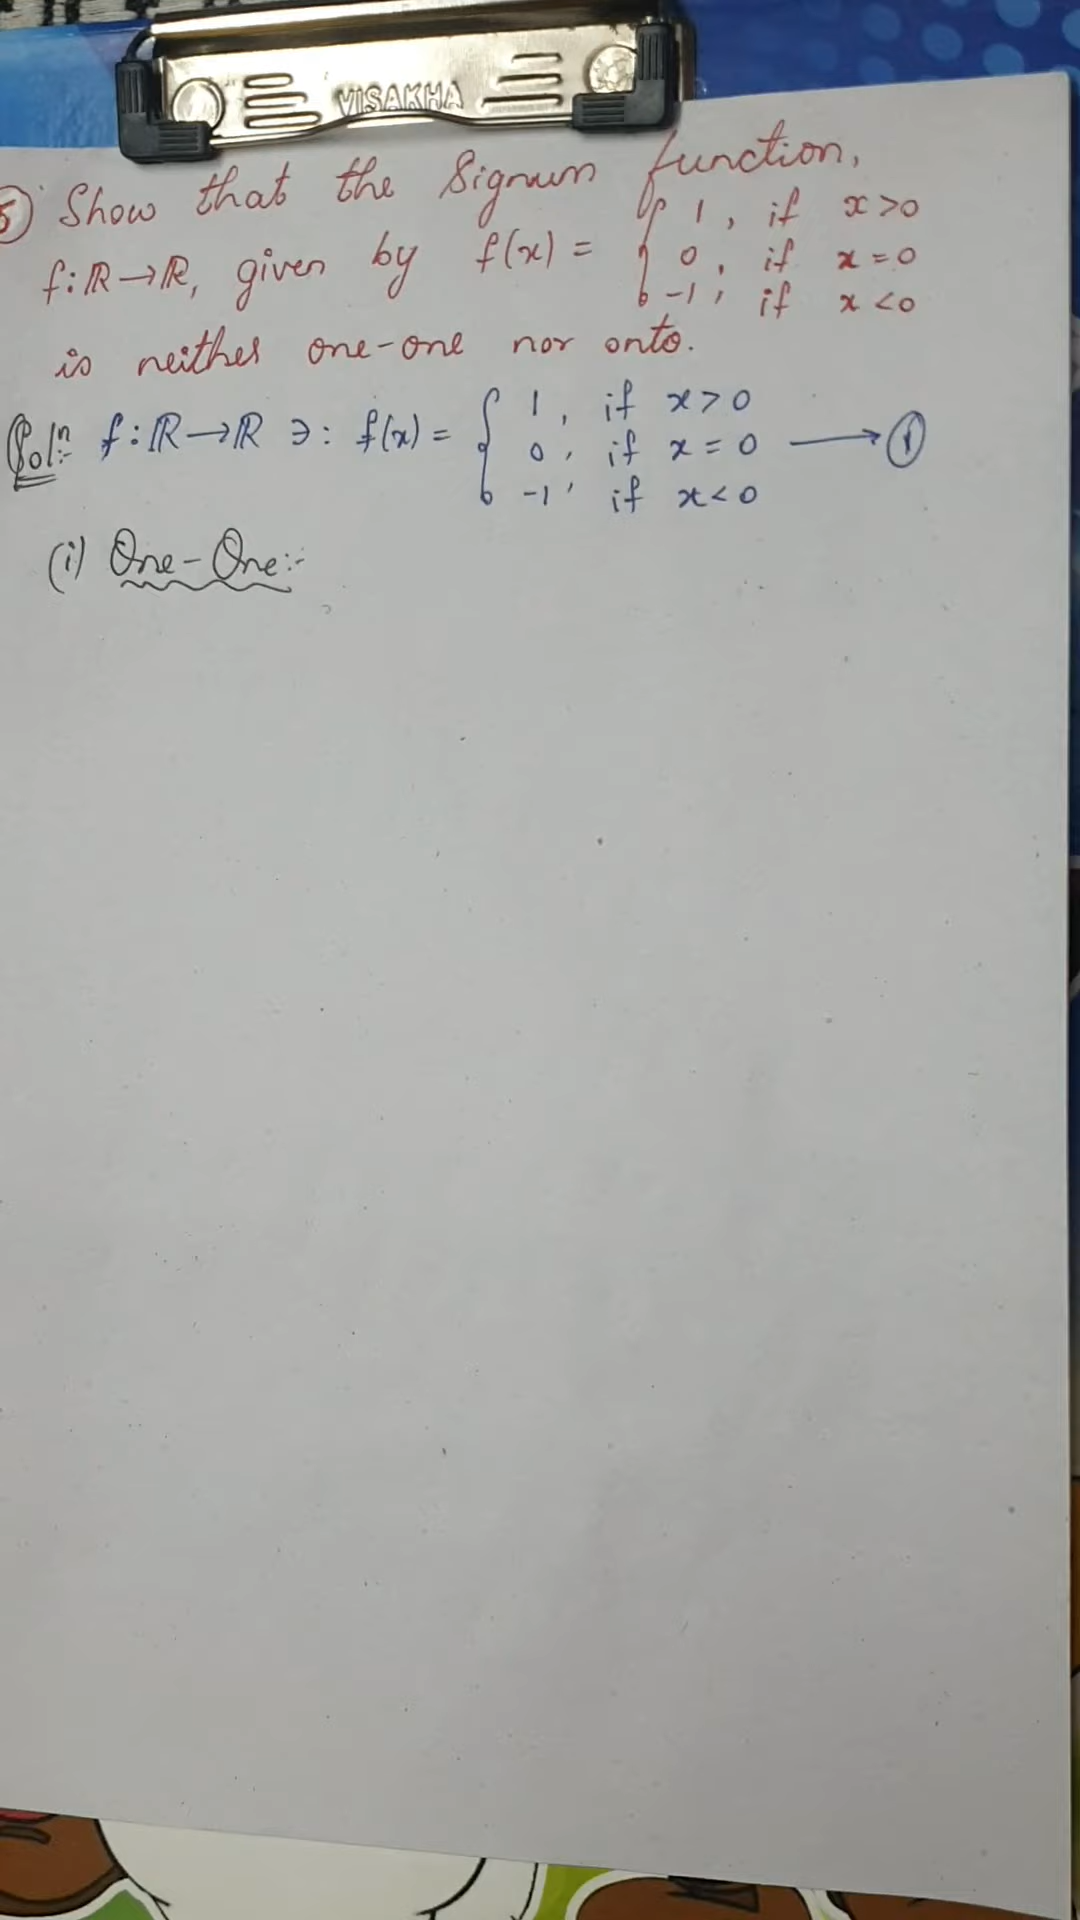 VISAKHA
5) Show that the Signum function,
f:ℝ→ℝ, given by f(x) = { 1, if x>0
0, if x=0
-1, if x<0
is neither one-one nor onto.
Solⁿ:- f:ℝ→ℝ ∋: f(x) = { 1, if x>0
0, if x=0 ⟶ ①
-1, if x<0
(i) One-One:-